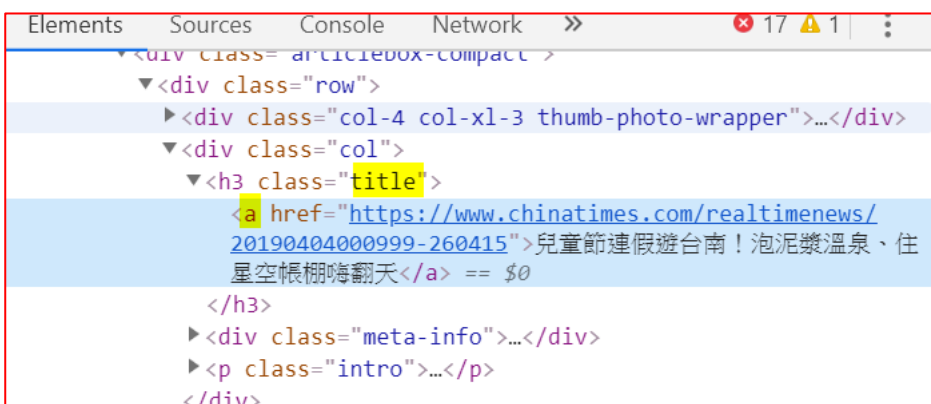 Elements Sources Console Network » 17 1
▼<div class="articlebox-compact">
▼<div class="row">
▶<div class="col-4 col-xl-3 thumb-photo-wrapper">…</div>
▼<div class="col">
▼<h3 class="title">
<a href="https://www.chinatimes.com/realtimenews/
20190404000999-260415">兒童節連假遊台南！泡泥漿溫泉、住
星空帳棚嗨翻天</a> == $0
</h3>
▶<div class="meta-info">…</div>
▶<p class="intro">…</p>
</div>